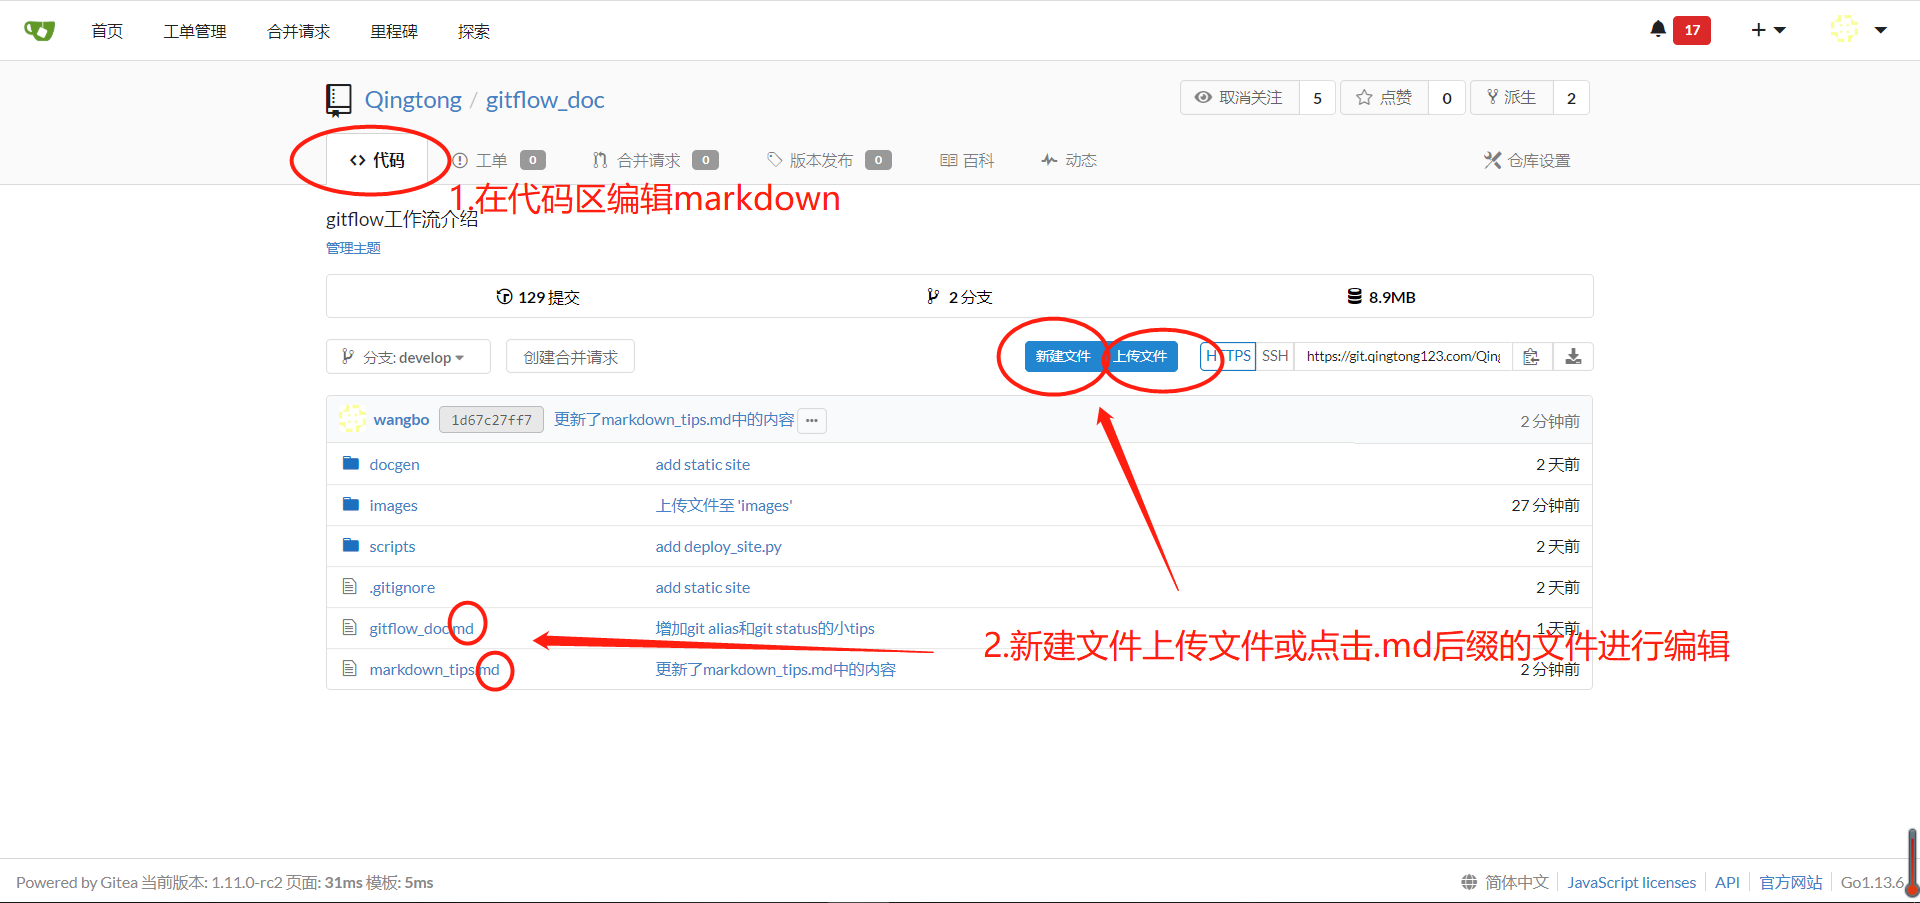 首页 工单管理 合并请求 里程碑 探索 17
Qingtong / gitflow_doc 取消关注 5 点赞 0 派生 2
代码 工单 0 合并请求 0 版本发布 0 百科 动态 仓库设置
1.在代码区编辑markdown
gitflow工作流介绍
管理主题
129 提交 2 分支 8.9MB
分支: develop 创建合并请求 新建文件 上传文件 HTTPS SSH https://git.qingtong123.com/Qing
wangbo 1d67c27ff7 更新了markdown_tips.md中的内容 ... 2 分钟前
docgen add static site 2 天前
images 上传文件至 'images' 27 分钟前
scripts add deploy_site.py 2 天前
.gitignore add static site 2 天前
gitflow_doc.md 增加git alias和git status的小tips 1 天前
2.新建文件上传文件或点击.md后缀的文件进行编辑
markdown_tips.md 更新了markdown_tips.md中的内容 2 分钟前
Powered by Gitea 当前版本: 1.11.0-rc2 页面: 31ms 模板: 5ms 简体中文 JavaScript licenses API 官方网站 Go1.13.6